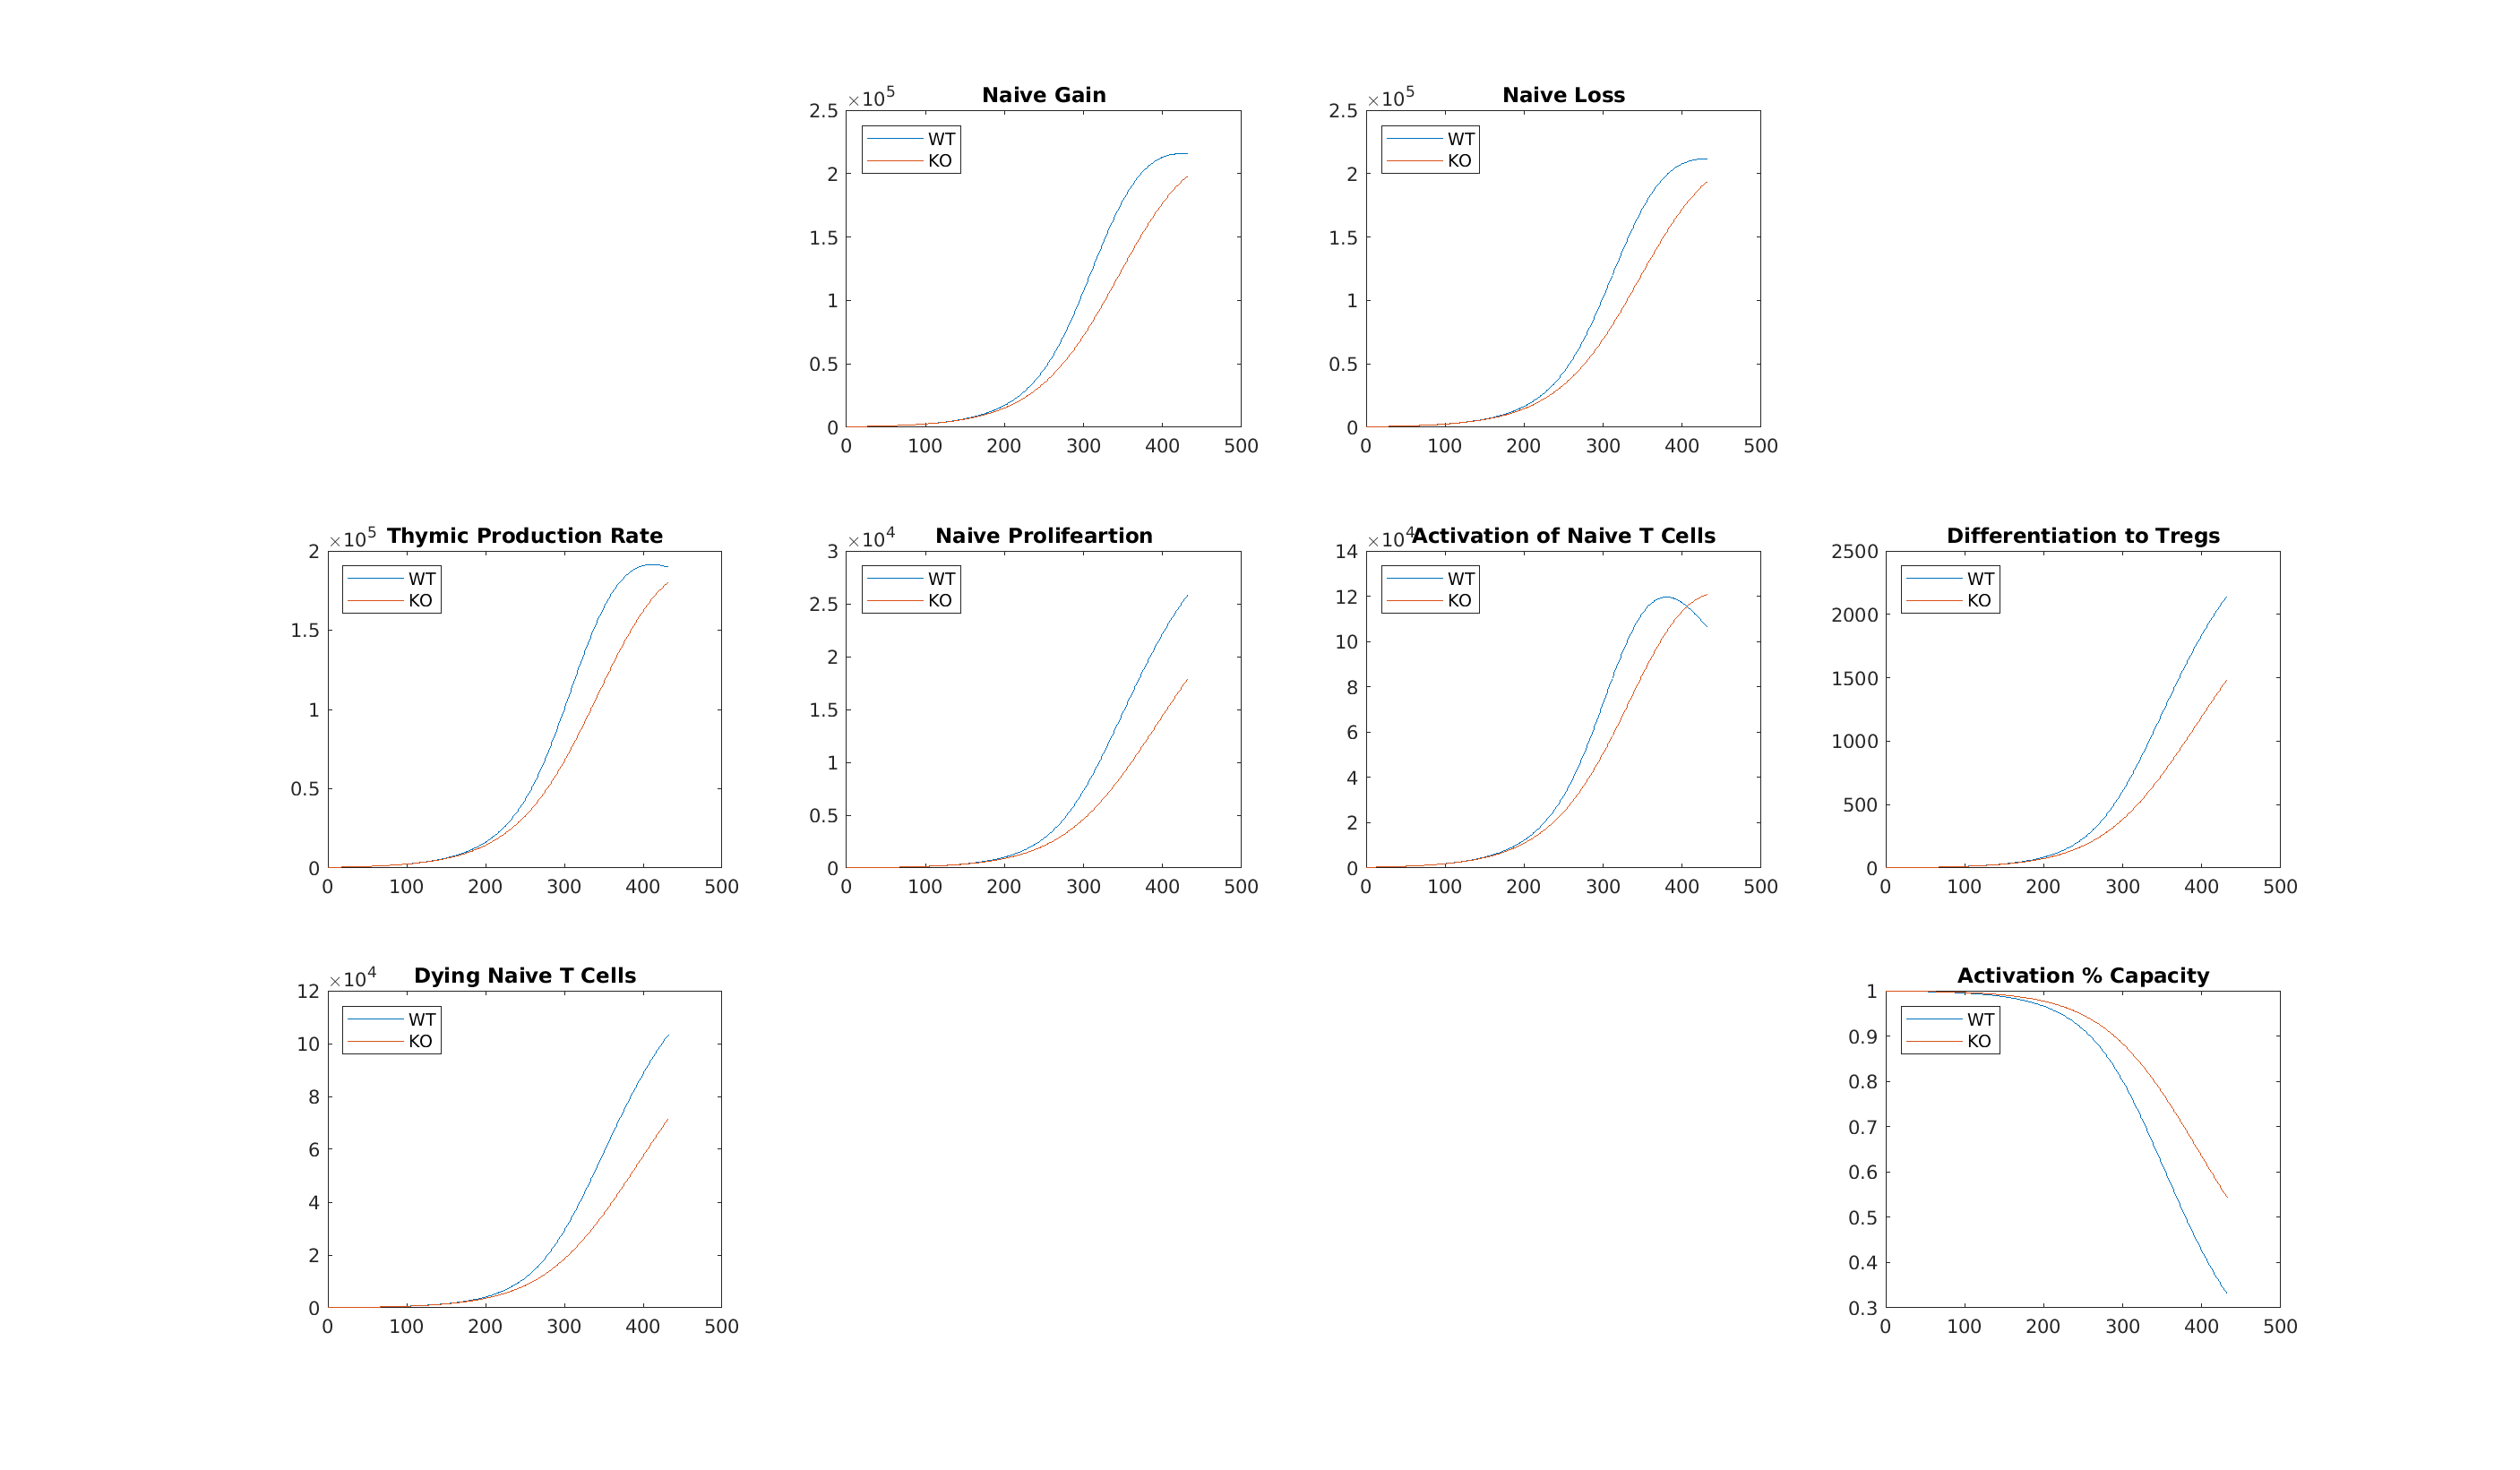 Naive Gain
×10^5
2.5
2
1.5
1
0.5
0
0 100 200 300 400 500
WT
KO
Naive Loss
×10^5
2.5
2
1.5
1
0.5
0
0 100 200 300 400 500
WT
KO
Thymic Production Rate
×10^5
2
1.5
1
0.5
0
0 100 200 300 400 500
WT
KO
Naive Prolifeartion
×10^4
3
2.5
2
1.5
1
0.5
0
0 100 200 300 400 500
WT
KO
Activation of Naive T Cells
×10^4
14
12
10
8
6
4
2
0
0 100 200 300 400 500
WT
KO
Differentiation to Tregs
2500
2000
1500
1000
500
0
0 100 200 300 400 500
WT
KO
Dying Naive T Cells
×10^4
12
10
8
6
4
2
0
0 100 200 300 400 500
WT
KO
Activation % Capacity
1
0.9
0.8
0.7
0.6
0.5
0.4
0.3
0 100 200 300 400 500
WT
KO